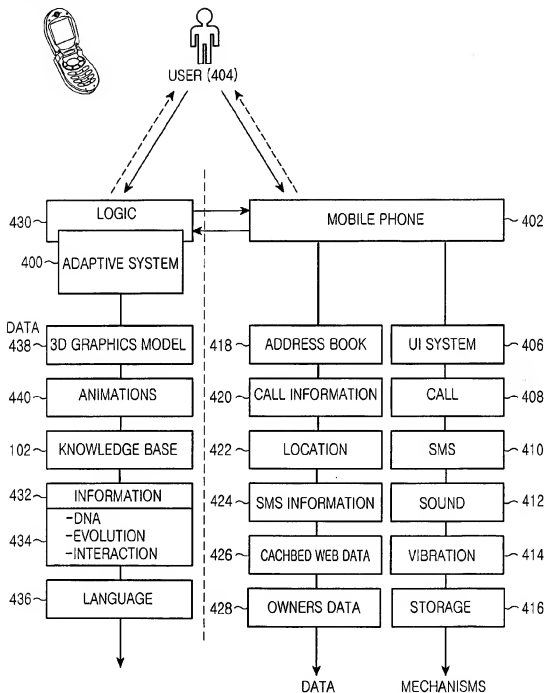 USER (404)
430 LOGIC
MOBILE PHONE 402
400 ADAPTIVE SYSTEM
DATA
438 3D GRAPHICS MODEL
418 ADDRESS BOOK
UI SYSTEM 406
440 ANIMATIONS
420 CALL INFORMATION
CALL 408
102 KNOWLEDGE BASE
422 LOCATION
SMS 410
432 INFORMATION
434 -DNA
-EVOLUTION
-INTERACTION
424 SMS INFORMATION
SOUND 412
426 CACHBED WEB DATA
VIBRATION 414
436 LANGUAGE
428 OWNERS DATA
STORAGE 416
DATA
MECHANISMS